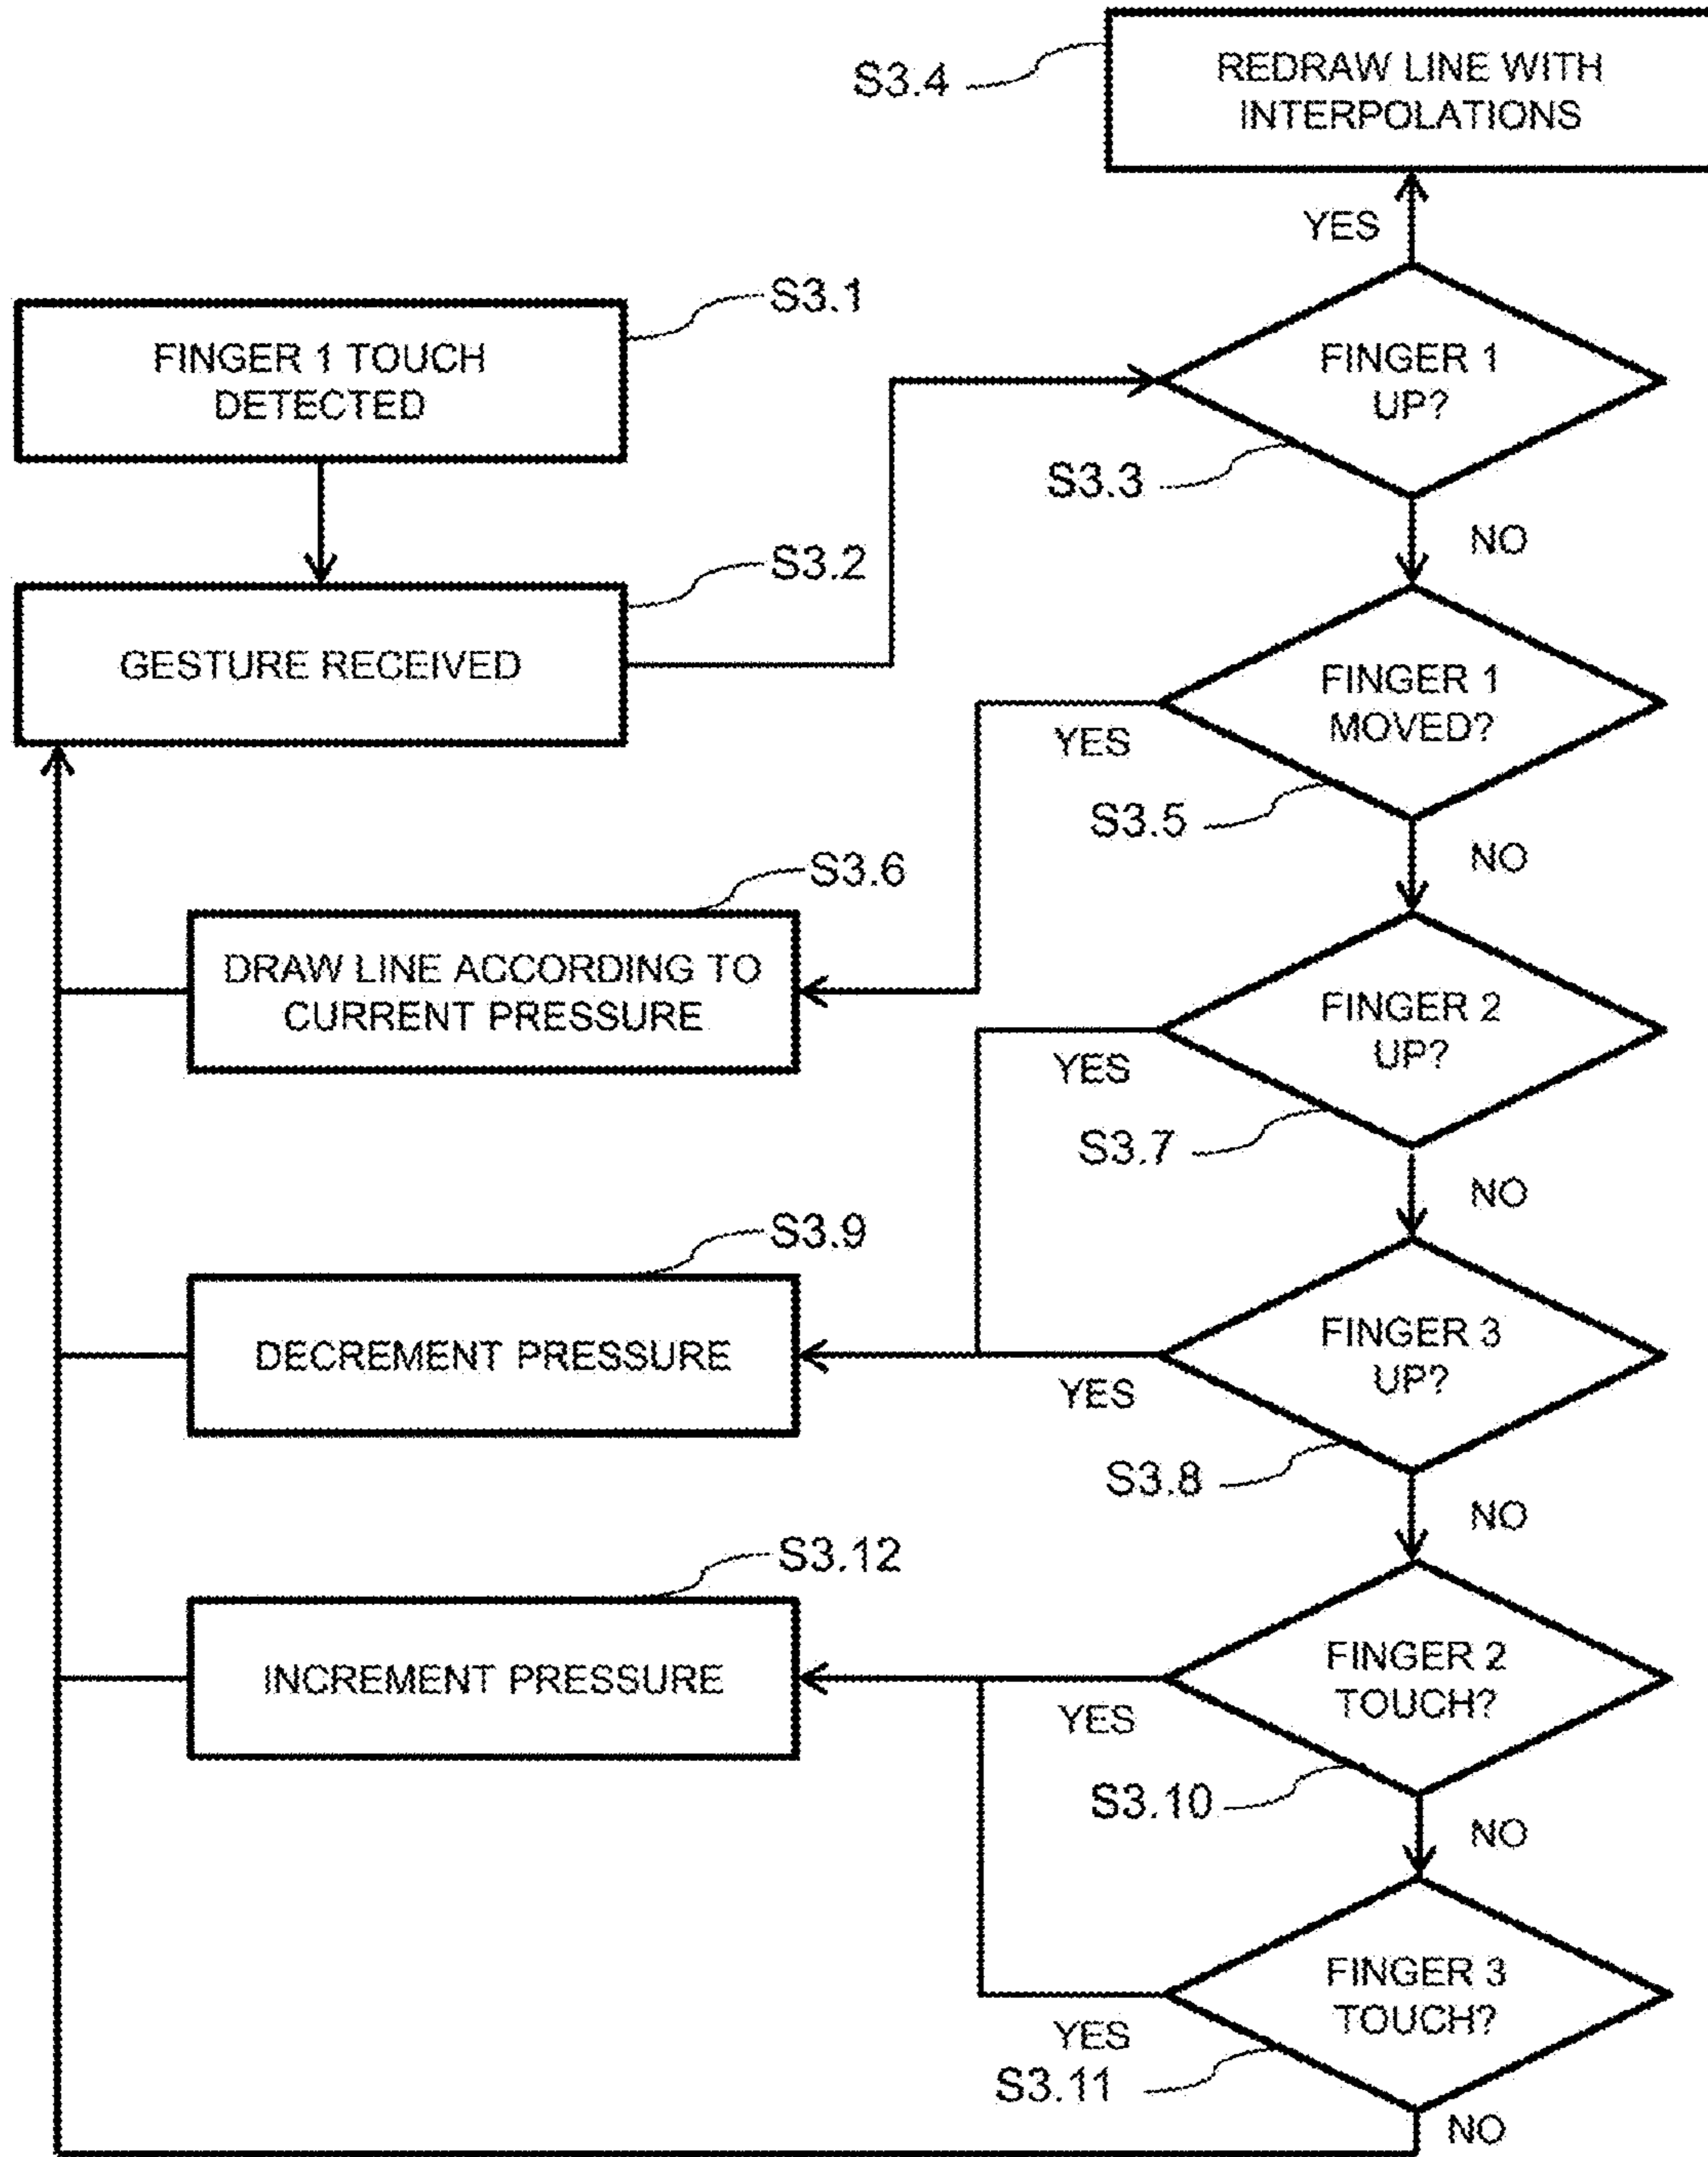 REDRAW LINE WITH
INTERPOLATIONS
S3.4
YES
S3.1
FINGER 1 TOUCH
DETECTED
FINGER 1
UP?
S3.3
NO
S3.2
GESTURE RECEIVED
FINGER 1
MOVED?
YES
S3.5
NO
S3.6
DRAW LINE ACCORDING TO
CURRENT PRESSURE
FINGER 2
UP?
YES
S3.7
NO
S3.9
DECREMENT PRESSURE
FINGER 3
UP?
YES
S3.8
NO
S3.12
INCREMENT PRESSURE
FINGER 2
TOUCH?
YES
S3.10
NO
FINGER 3
TOUCH?
YES
S3.11
NO